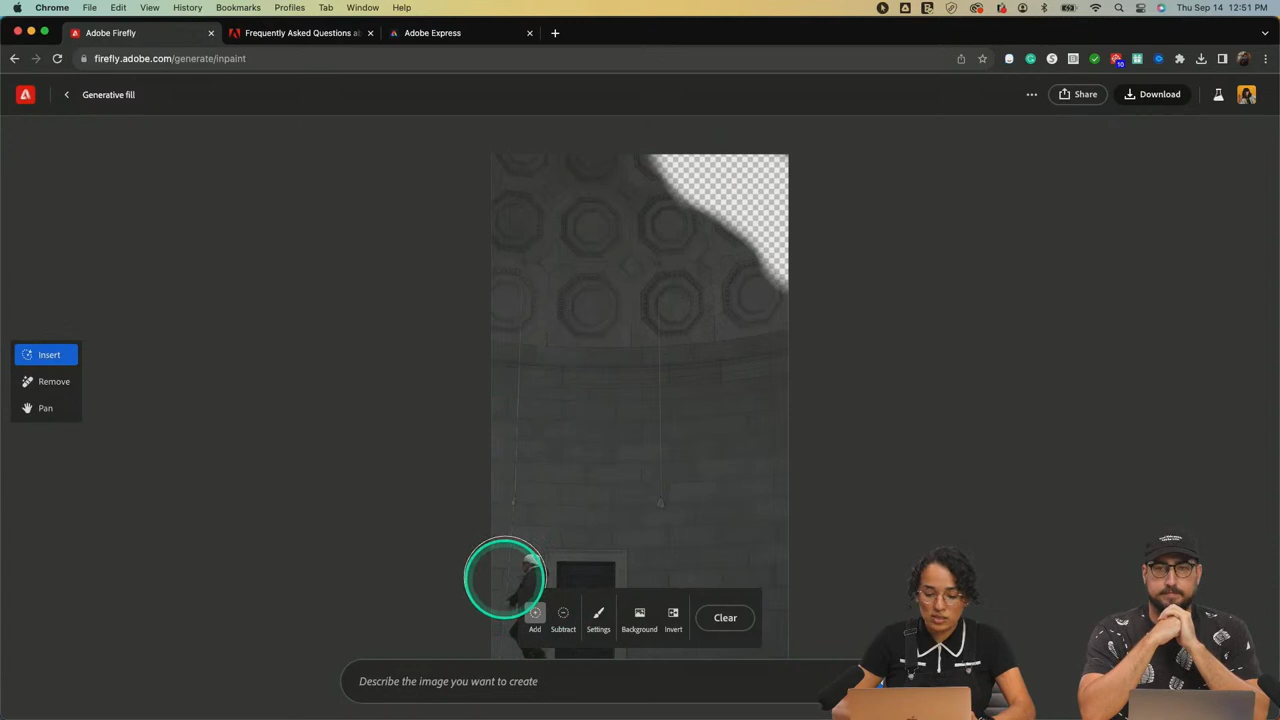 Chrome File Edit View History Bookmarks Profiles Tab Window Help Thu Sep 14 12:51 PM
Adobe Firefly Frequently Asked Questions a Adobe Express
firefly.adobe.com/generate/inpaint
10
Generative fill Share Download
Insert
Remove
Pan
Add Subtract Settings Background Invert Clear
Describe the image you want to create